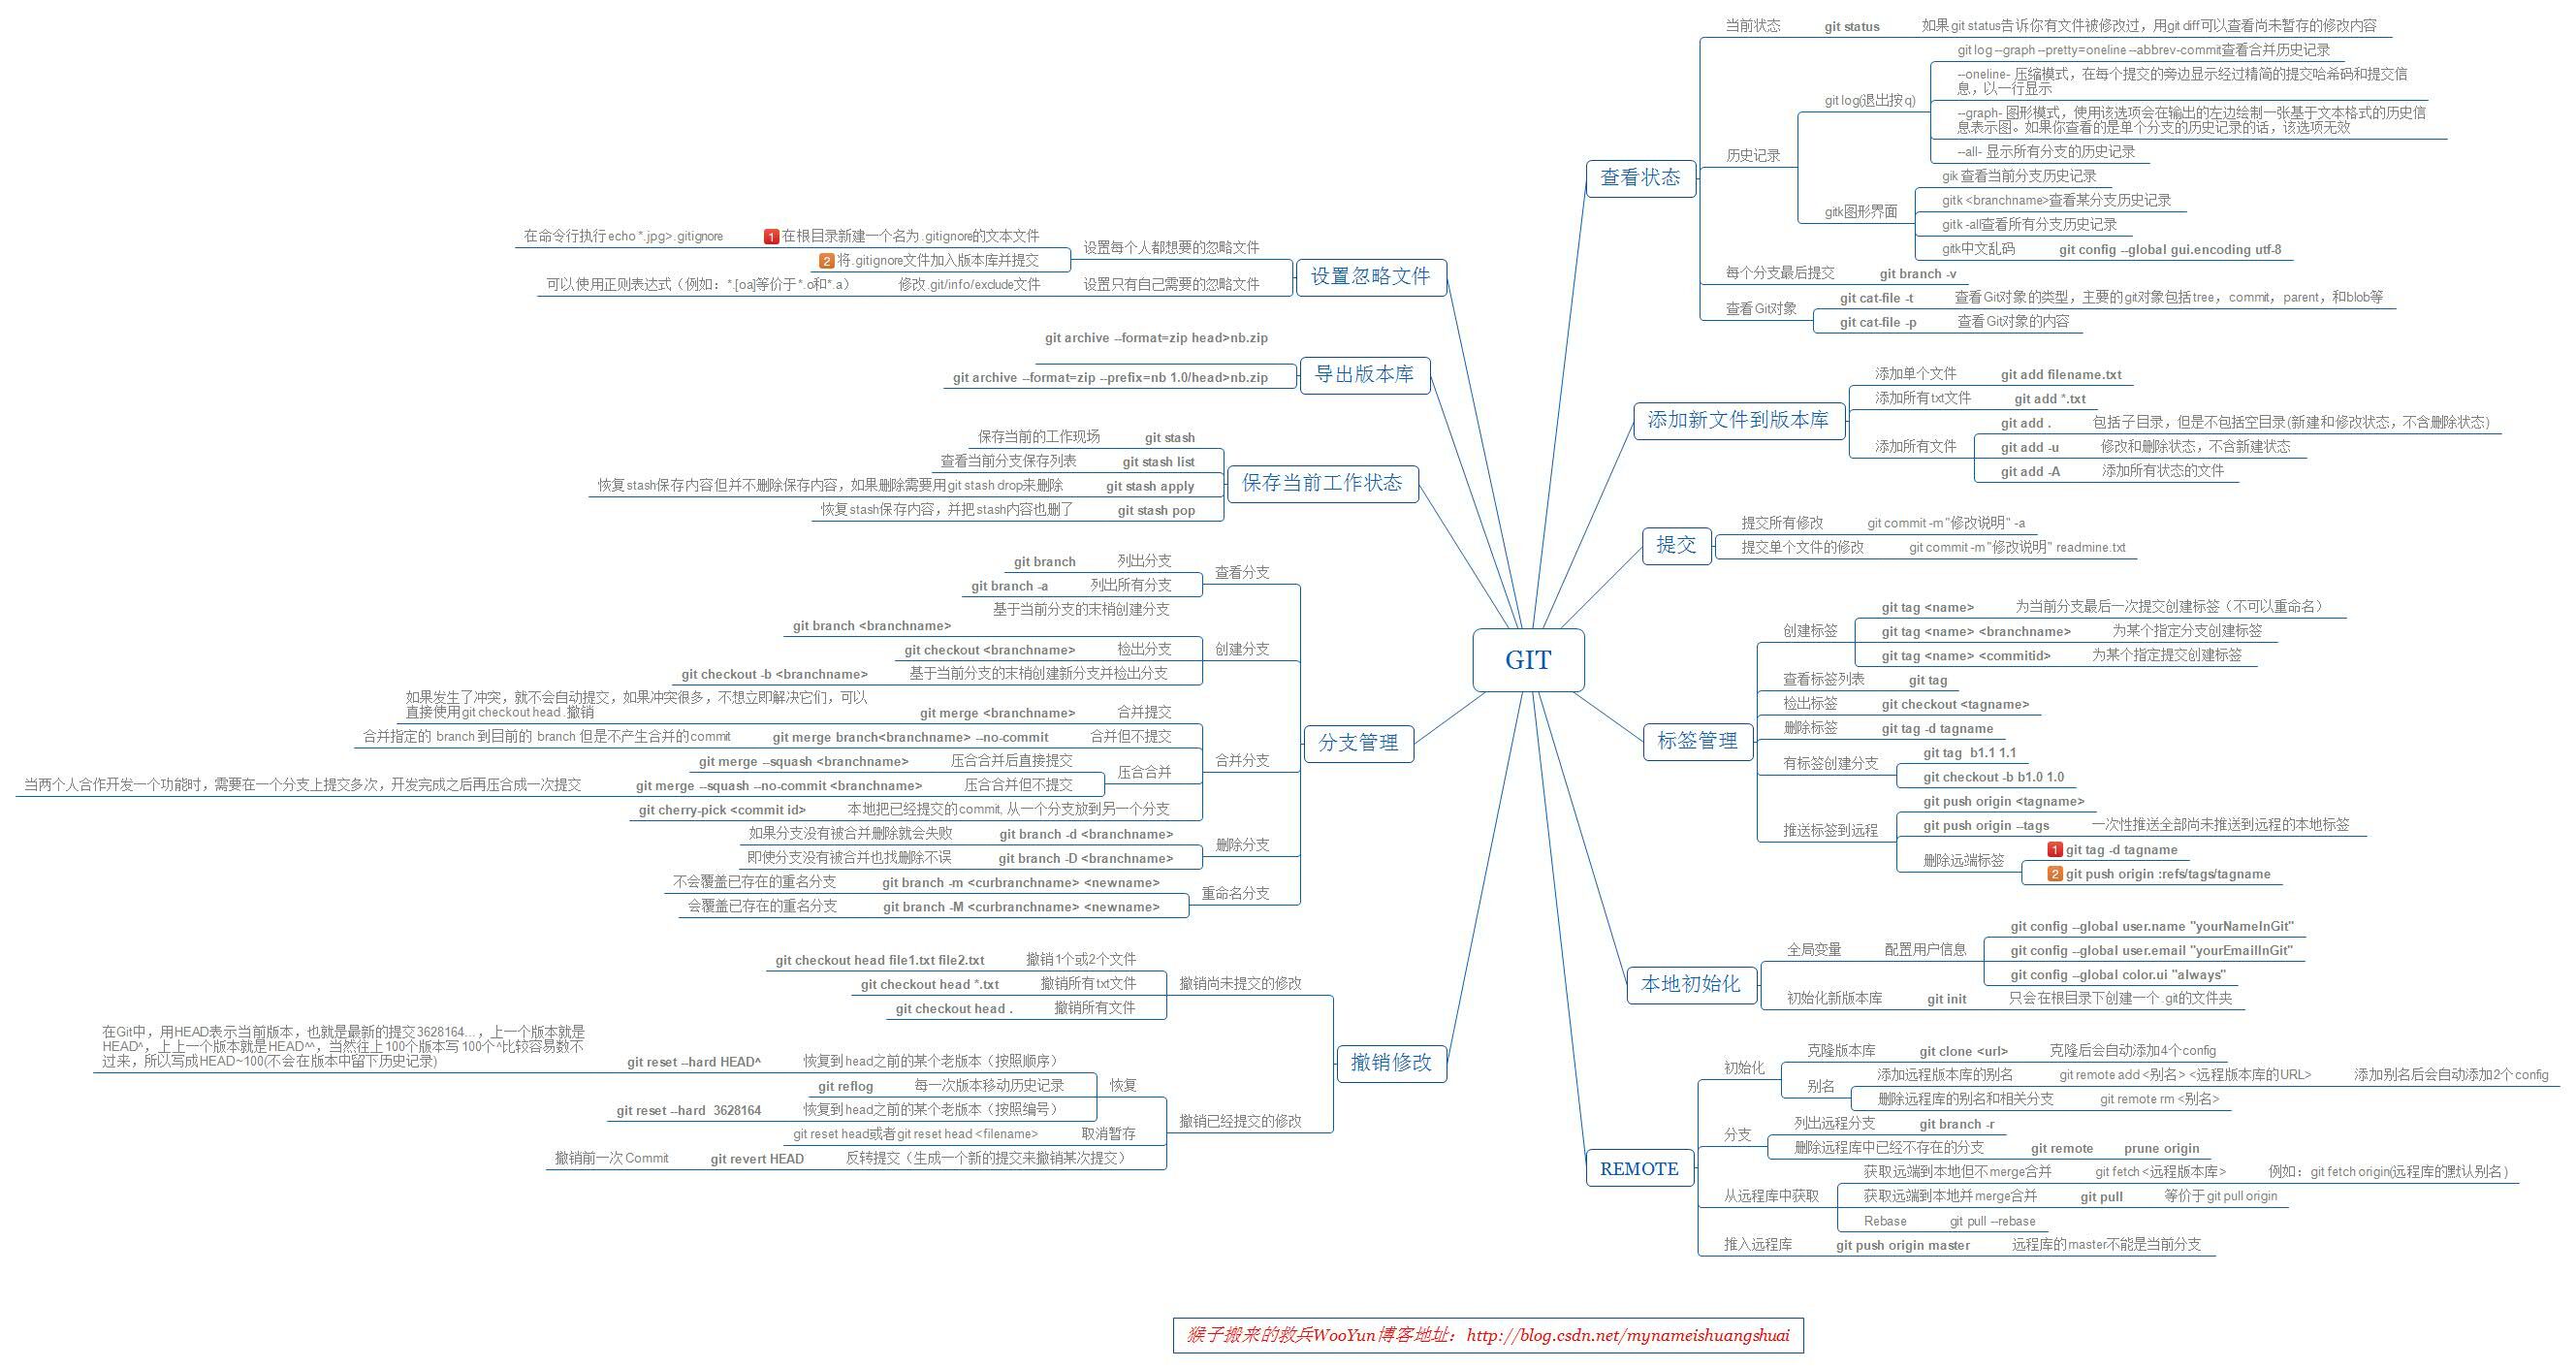 GIT
查看状态
当前状态 git status 如果git status告诉你有文件被修改过，用git diff可以查看尚未暂存的修改内容
历史记录
git log(退出按q)
git log --graph --pretty=oneline --abbrev-commit查看合并历史记录
--oneline- 压缩模式，在每个提交的旁边显示经过精简的提交哈希码和提交信
息，以一行显示
--graph- 图形模式，使用该选项会在输出的左边绘制一张基于文本格式的历史信
息表示图。如果你查看的是单个分支的历史记录的话，该选项无效
--all- 显示所有分支的历史记录
gitk图形界面
gik 查看当前分支历史记录
gitk <branchname>查看某分支历史记录
gitk -all查看所有分支历史记录
gitk中文乱码 git config --global gui.encoding utf-8
每个分支最后提交 git branch -v
查看Git对象
git cat-file -t 查看Git对象的类型，主要的git对象包括tree，commit，parent，和blob等
git cat-file -p 查看Git对象的内容
添加新文件到版本库
添加单个文件 git add filename.txt
添加所有txt文件 git add *.txt
添加所有文件
git add . 包括子目录，但是不包括空目录(新建和修改状态，不含删除状态)
git add -u 修改和删除状态，不含新建状态
git add -A 添加所有状态的文件
提交
提交所有修改 git commit -m "修改说明" -a
提交单个文件的修改 git commit -m "修改说明" readmine.txt
标签管理
创建标签
git tag <name> 为当前分支最后一次提交创建标签（不可以重命名）
git tag <name> <branchname> 为某个指定分支创建标签
git tag <name> <commitid> 为某个指定提交创建标签
查看标签列表 git tag
检出标签 git checkout <tagname>
删除标签 git tag -d tagname
有标签创建分支
git tag b1.1 1.1
git checkout -b b1.0 1.0
推送标签到远程
git push origin <tagname>
git push origin --tags 一次性推送全部尚未推送到远程的本地标签
删除远端标签
1 git tag -d tagname
2 git push origin :refs/tags/tagname
本地初始化
全局变量 配置用户信息
git config --global user.name "yourNameInGit"
git config --global user.email "yourEmailInGit"
git config --global color.ui "always"
初始化新版本库 git init 只会在根目录下创建一个.git的文件夹
REMOTE
初始化
克隆版本库 git clone <url> 克隆后会自动添加4个config
别名
添加远程版本库的别名 git remote add <别名> <远程版本库的URL> 添加别名后会自动添加2个config
删除远程库的别名和相关分支 git remote rm <别名>
分支
列出远程分支 git branch -r
删除远程库中已经不存在的分支 git remote prune origin
从远程库中获取
获取远端到本地但不merge合并 git fetch <远程版本库> 例如：git fetch origin(远程库的默认别名)
获取远端到本地并merge合并 git pull 等价于git pull origin
Rebase git pull --rebase
推入远程库 git push origin master 远程库的master不能是当前分支
设置忽略文件
设置每个人都想要的忽略文件
1 在根目录新建一个名为.gitignore的文本文件 在命令行执行 echo *.jpg>.gitignore
2 将.gitignore文件加入版本库并提交
设置只有自己需要的忽略文件 修改.git/info/exclude文件 可以使用正则表达式（例如：*.[oa]等价于*.o和*.a）
导出版本库
git archive --format=zip head>nb.zip
git archive --format=zip --prefix=nb 1.0/head>nb.zip
保存当前工作状态
git stash 保存当前的工作现场
git stash list 查看当前分支保存列表
git stash apply 恢复stash保存内容但并不删除保存内容，如果删除需要用git stash drop来删除
git stash pop 恢复stash保存内容，并把stash内容也删了
分支管理
查看分支
列出分支 git branch
列出所有分支 git branch -a
创建分支
基于当前分支的末梢创建分支
git branch <branchname>
检出分支 git checkout <branchname>
基于当前分支的末梢创建新分支并检出分支 git checkout -b <branchname>
合并分支
合并提交 git merge <branchname>
如果发生了冲突，就不会自动提交，如果冲突很多，不想立即解决它们，可以
直接使用git checkout head .撤销
合并但不提交 git merge branch<branchname> --no-commit 合并指定的 branch 到目前的 branch 但是不产生合并的commit
压合合并
压合合并后直接提交 git merge --squash <branchname>
压合合并但不提交 git merge --squash --no-commit <branchname> 当两个人合作开发一个功能时，需要在一个分支上提交多次，开发完成之后再压合成一次提交
本地把已经提交的commit, 从一个分支放到另一个分支 git cherry-pick <commit id>
删除分支
git branch -d <branchname> 如果分支没有被合并删除就会失败
git branch -D <branchname> 即使分支没有被合并也找删除不误
重命名分支
git branch -m <curbranchname> <newname> 不会覆盖已存在的重名分支
git branch -M <curbranchname> <newname> 会覆盖已存在的重名分支
撤销修改
撤销尚未提交的修改
撤销1个或2个文件 git checkout head file1.txt file2.txt
撤销所有txt文件 git checkout head *.txt
撤销所有文件 git checkout head .
撤销已经提交的修改
恢复
恢复到head之前的某个老版本（按照顺序） git reset --hard HEAD^
在Git中，用HEAD表示当前版本，也就是最新的提交3628164...，上一个版本就是
HEAD^，上上一个版本就是HEAD^^，当然往上100个版本写100个^比较容易数不
过来，所以写成HEAD~100(不会在版本中留下历史记录)
每一次版本移动历史记录 git reflog
恢复到head之前的某个老版本（按照编号） git reset --hard 3628164
取消暂存 git reset head或者git reset head <filename>
反转提交（生成一个新的提交来撤销某次提交） git revert HEAD 撤销前一次 Commit
猴子搬来的救兵WooYun博客地址：http://blog.csdn.net/mynameishuangshuai